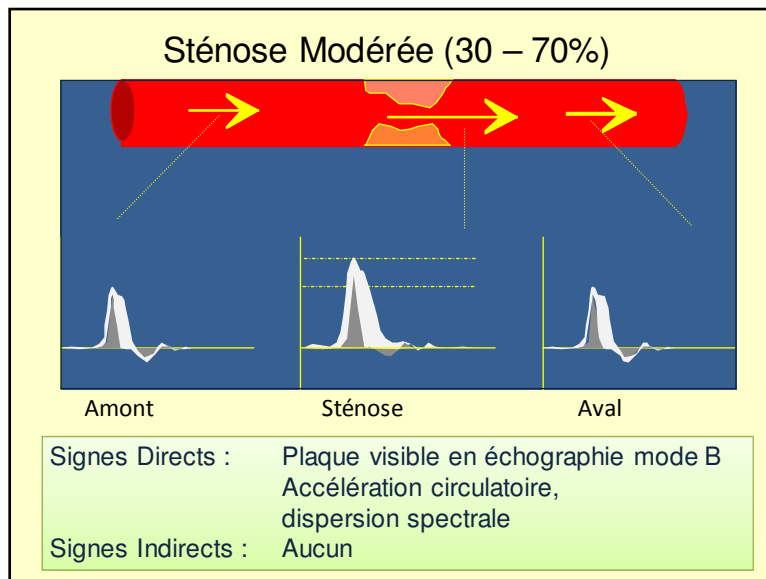 Sténose Modérée (30 – 70%)
Amont Sténose Aval
Signes Directs : Plaque visible en échographie mode B
Accélération circulatoire,
dispersion spectrale
Signes Indirects : Aucun